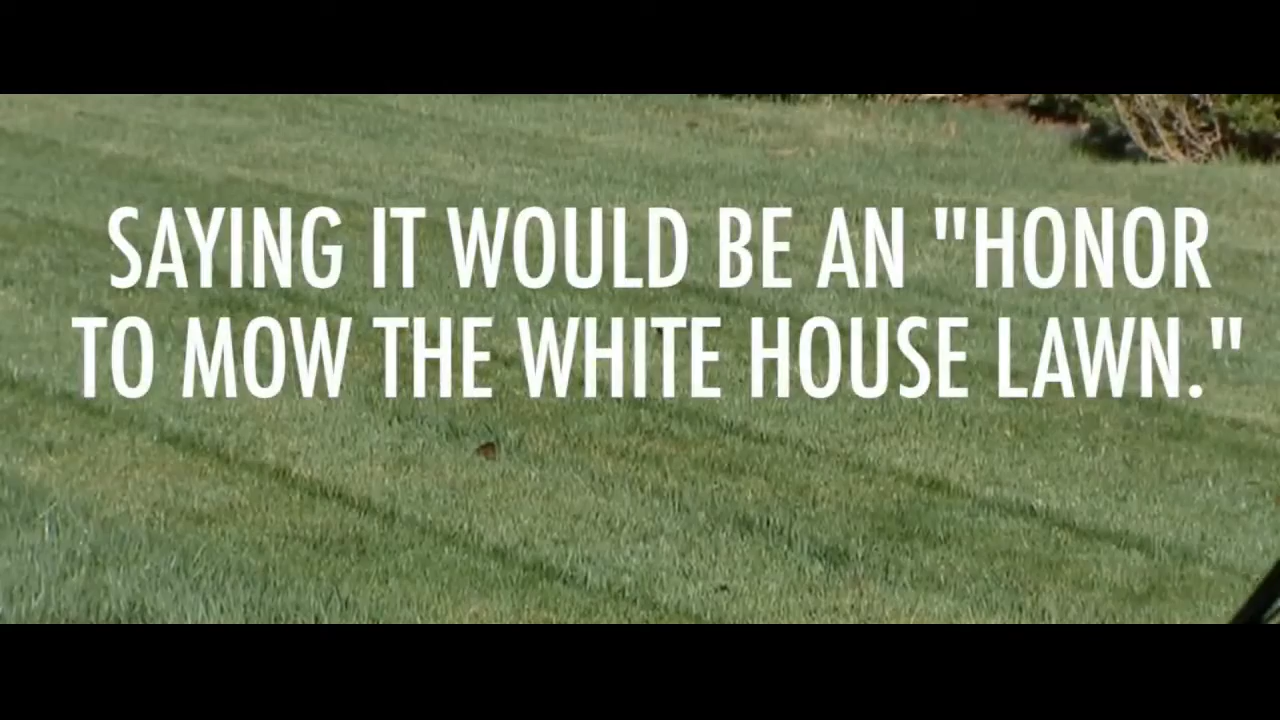 SAYING IT WOULD BE AN "HONOR
TO MOW THE WHITE HOUSE LAWN."